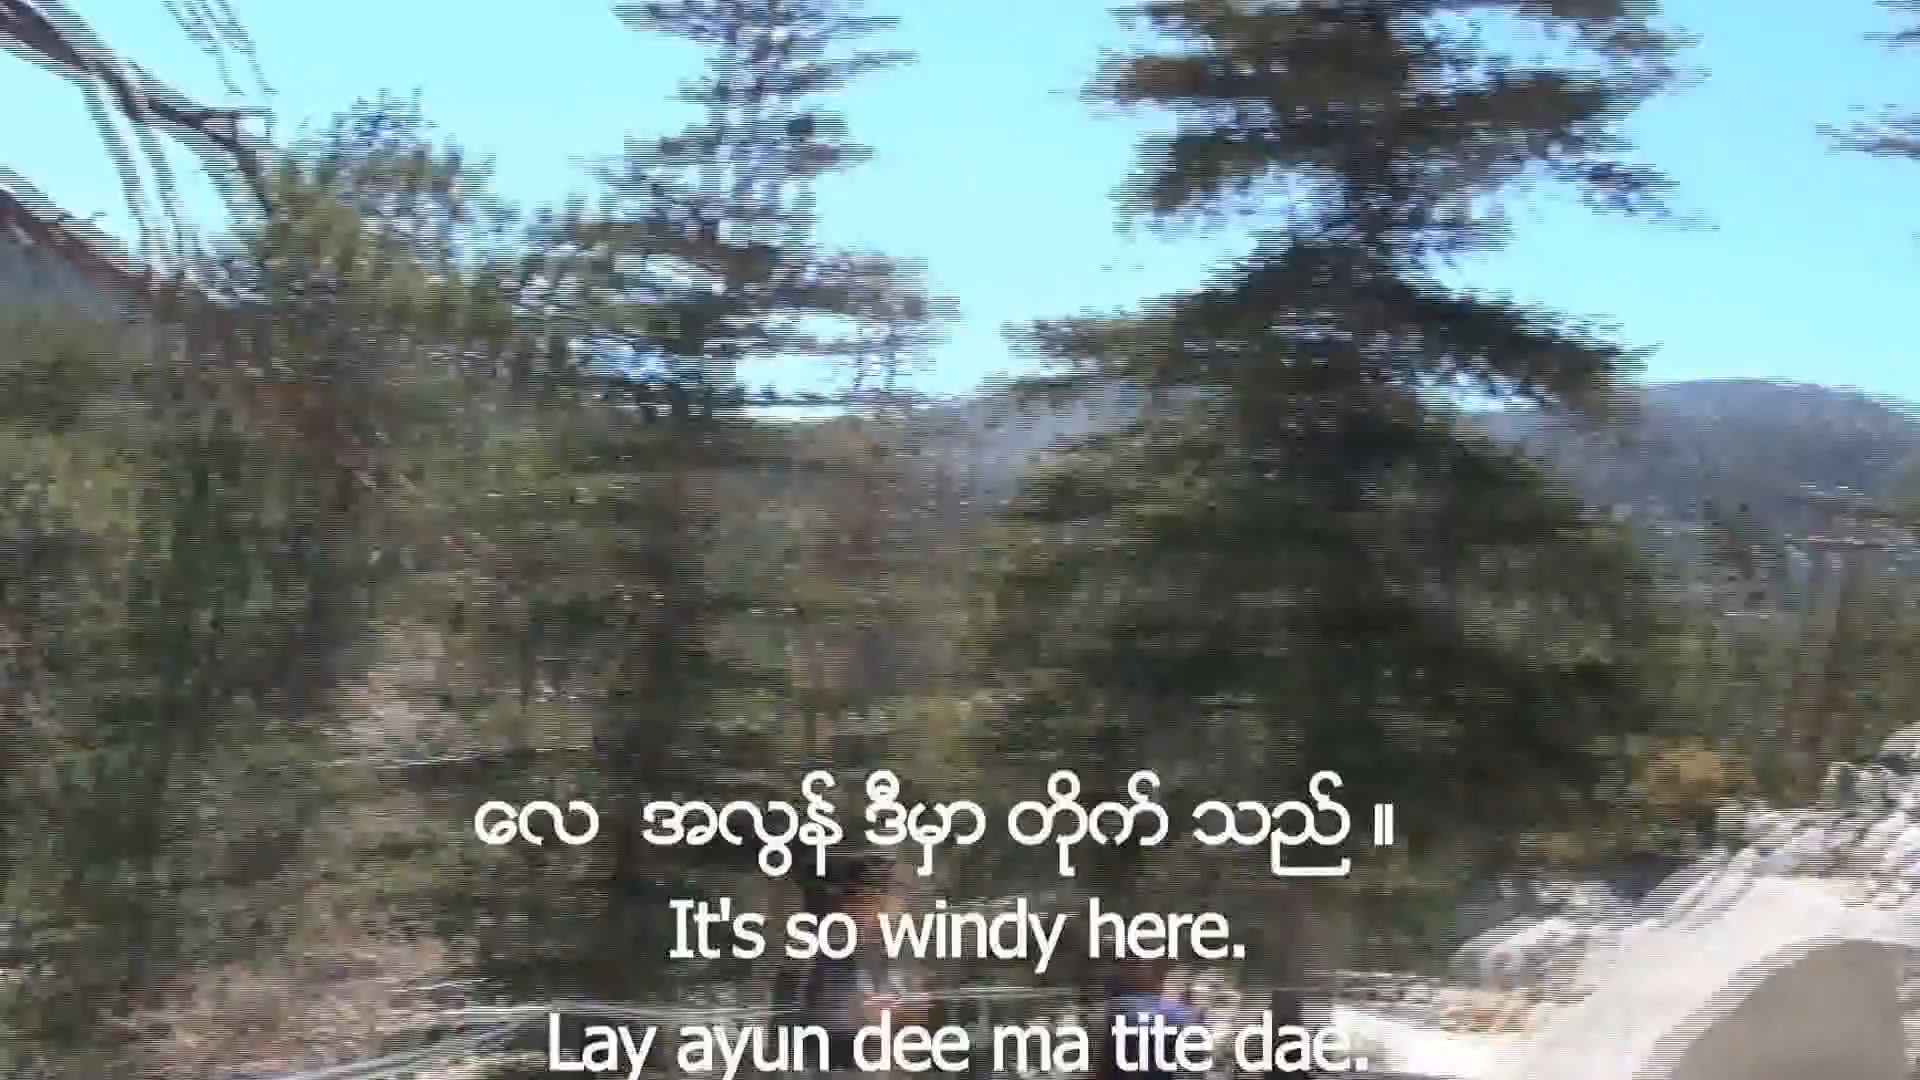 လေ အလွန် ဒီမှာ တိုက် သည် ။
It's so windy here.
Lay ayun dee ma tite dae.